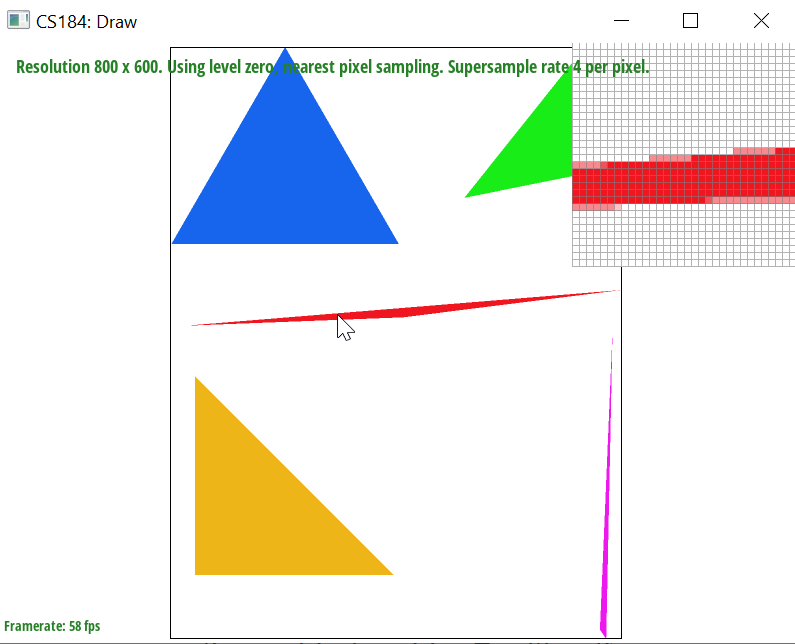 CS184: Draw
Resolution 800 x 600. Using level zero, nearest pixel sampling. Supersample rate 4 per pixel.
Framerate: 58 fps